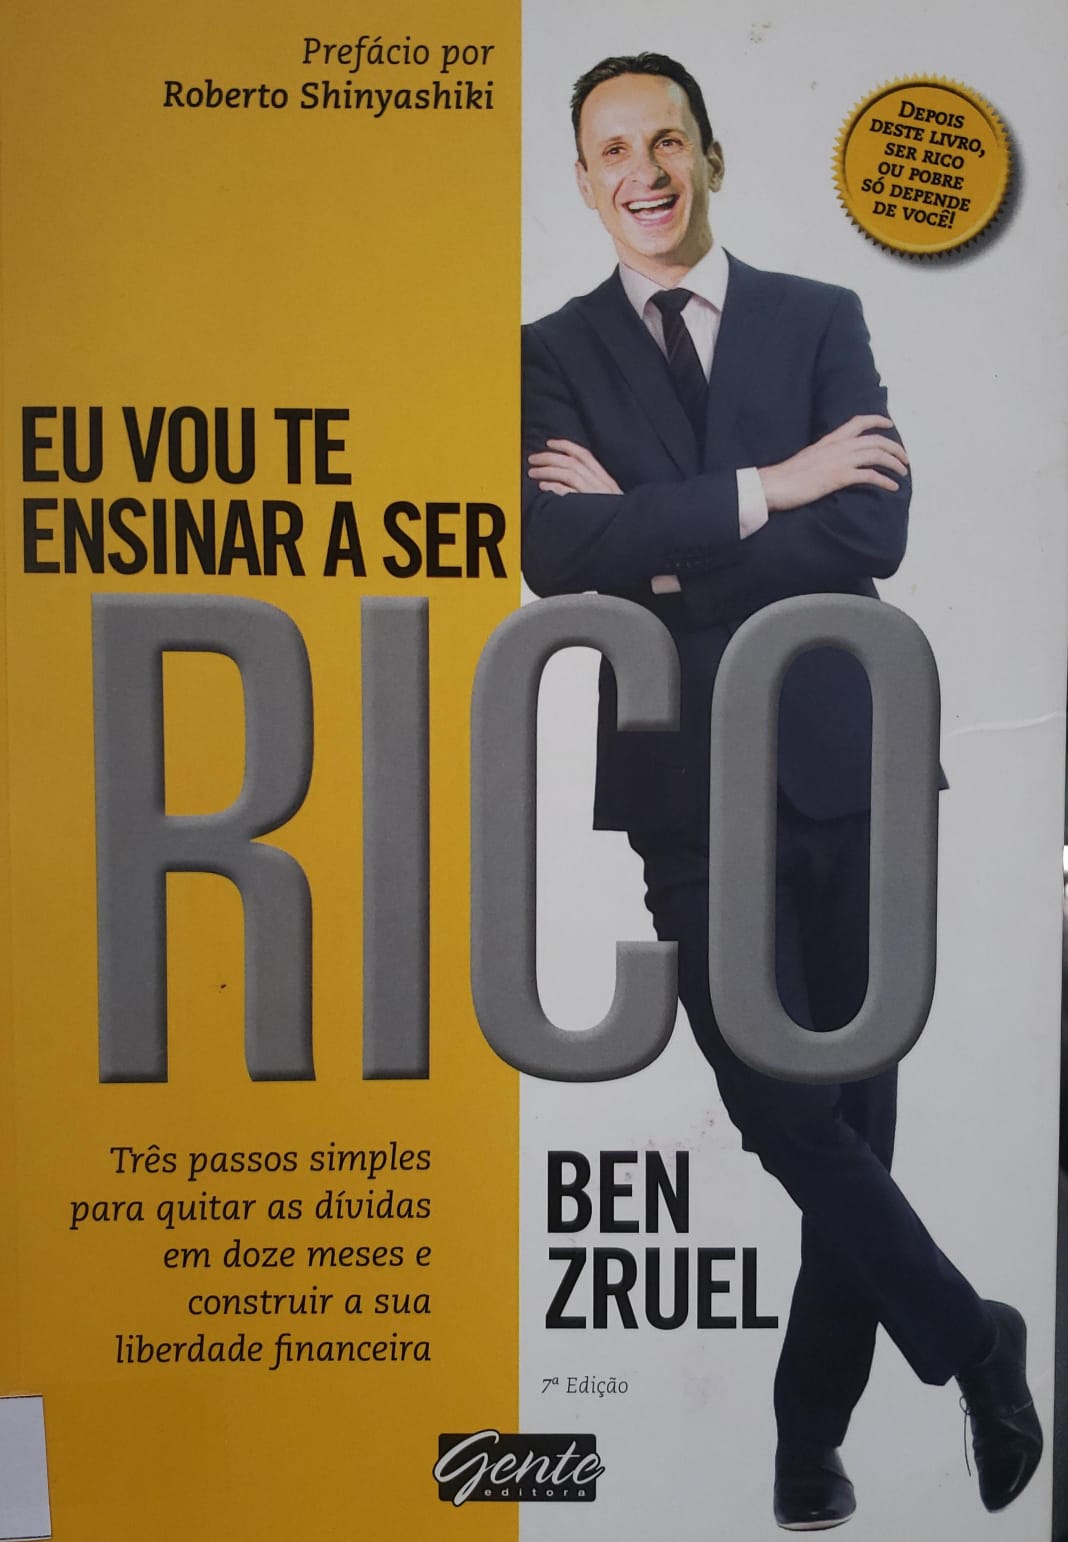 Prefácio por
Roberto Shinyashiki
DEPOIS
DESTE LIVRO,
SER RICO
OU POBRE
SÓ DEPENDE
DE VOCÊ!
EU VOU TE
ENSINAR A SER
RICO
Três passos simples
para quitar as dívidas
em doze meses e
construir a sua
liberdade financeira
BEN
ZRUEL
7ª Edição
Gente
editora